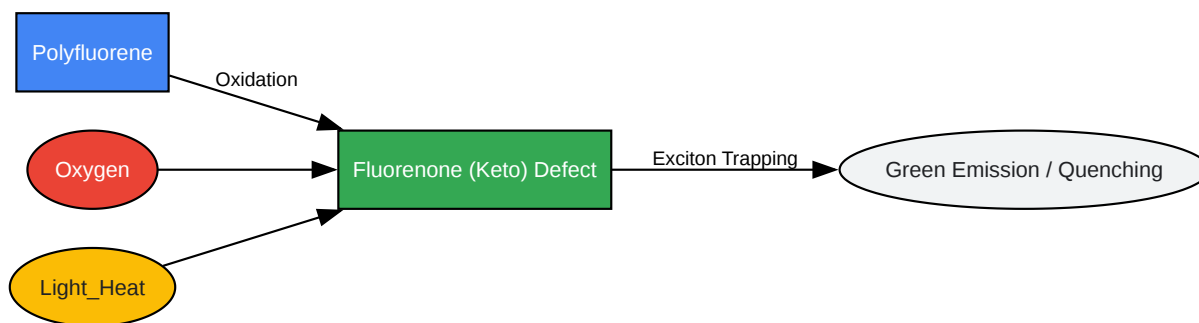 Polyfluorene
Oxidation
Oxygen
Fluorenone (Keto) Defect
Exciton Trapping
Green Emission / Quenching
Light_Heat